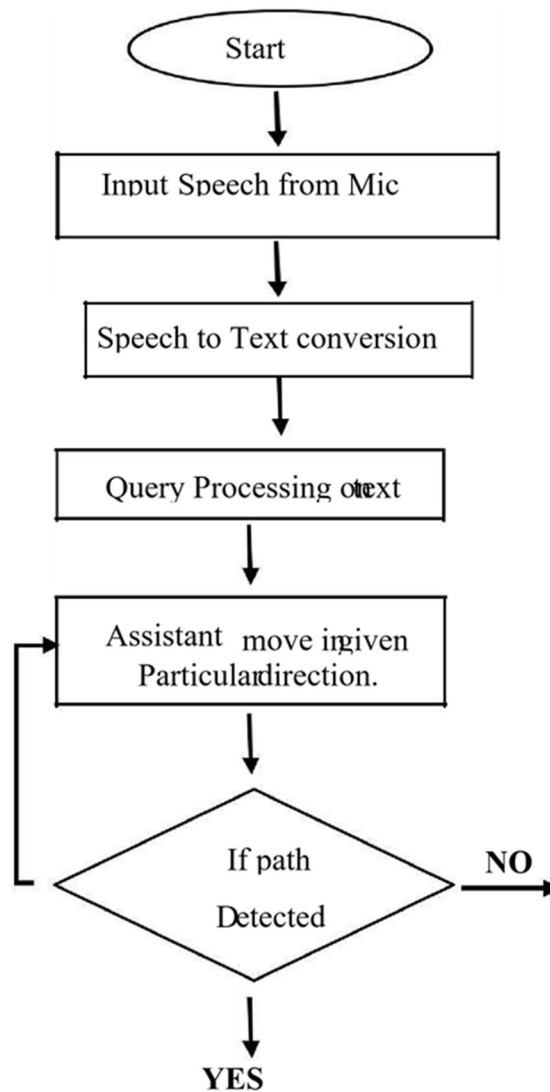 Start
Input Speech from Mic
Speech to Text conversion
Query Processing on text
Assistant move in given
Particular direction.
If path
NO
Detected
YES